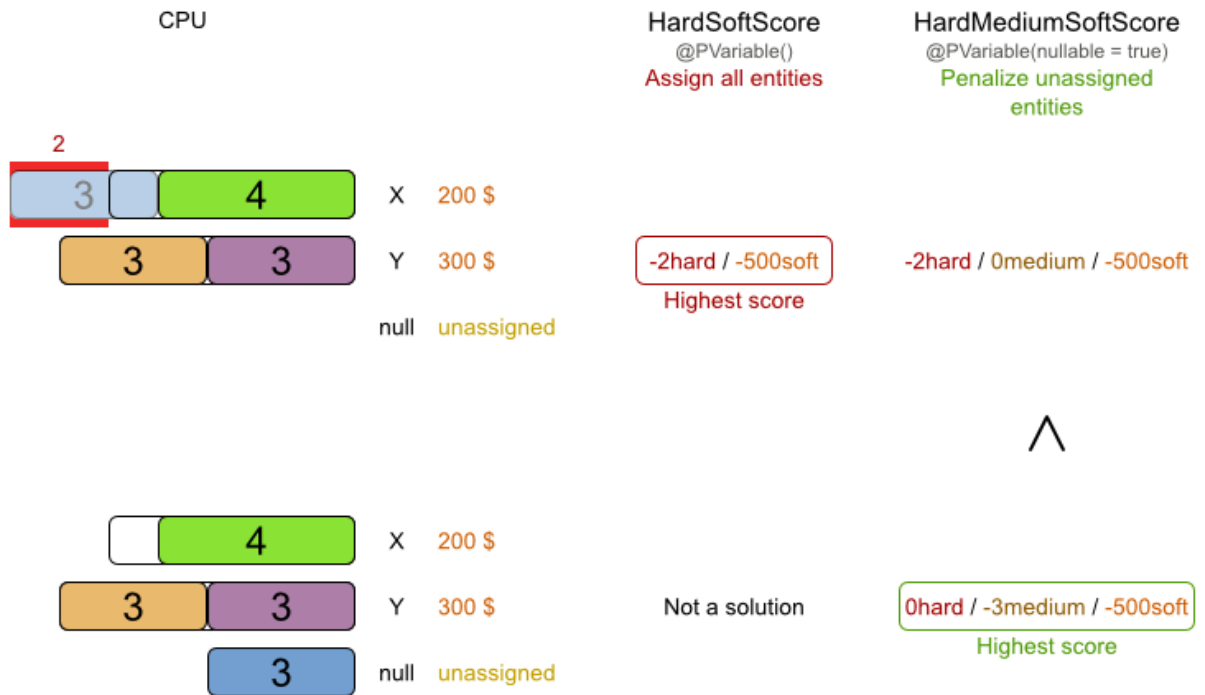 CPU
HardSoftScore
HardMediumSoftScore
@PVariable()
@PVariable(nullable = true)
Assign all entities
Penalize unassigned
entities
2
3
4
X
200 $
3
3
Y
300 $
-2hard / -500soft
-2hard / 0medium / -500soft
Highest score
null
unassigned
4
X
200 $
3
3
Y
300 $
Not a solution
0hard / -3medium / -500soft
Highest score
3
null
unassigned